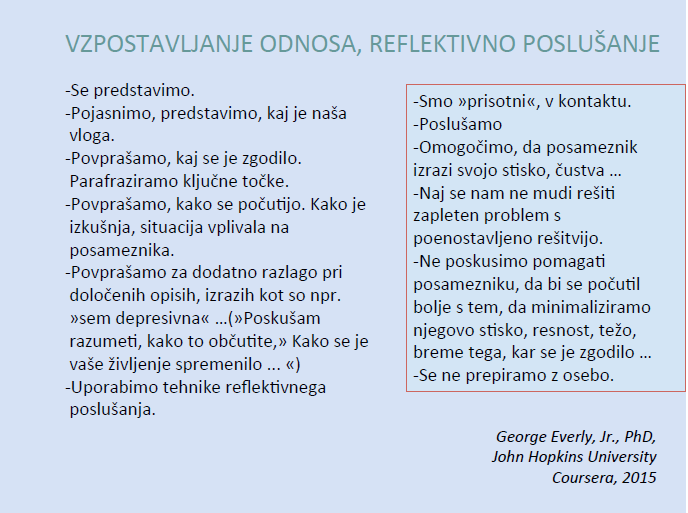 VZPOSTAVLJANJE ODNOSA, REFLEKTIVNO POSLUŠANJE
-Se predstavimo.
-Pojasnimo, predstavimo, kaj je naša
vloga.
-Povprašamo, kaj se je zgodilo.
Parafraziramo ključne točke.
-Povprašamo, kako se počutijo. Kako je
izkušnja, situacija vplivala na
posameznika.
-Povprašamo za dodatno razlago pri
določenih opisih, izrazih kot so npr.
»sem depresivna« …(»Poskušam
razumeti, kako to občutite,» Kako se je
vaše življenje spremenilo ... «)
-Uporabimo tehnike reflektivnega
poslušanja.
-Smo »prisotni«, v kontaktu.
-Poslušamo
-Omogočimo, da posameznik
izrazi svojo stisko, čustva …
-Naj se nam ne mudi rešiti
zapleten problem s
poenostavljeno rešitvijo.
-Ne poskusimo pomagati
posamezniku, da bi se počutil
bolje s tem, da minimaliziramo
njegovo stisko, resnost, težo,
breme tega, kar se je zgodilo …
-Se ne prepiramo z osebo.
George Everly, Jr., PhD,
John Hopkins University
Coursera, 2015